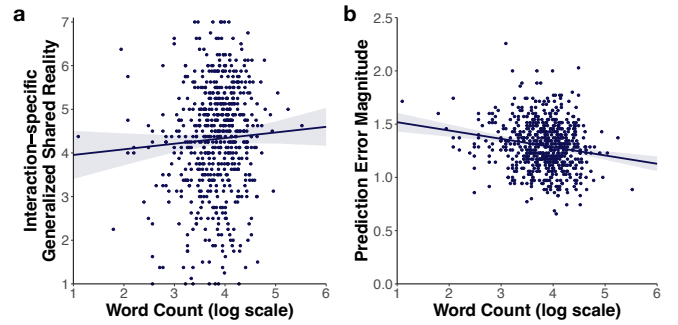 a
Interaction–specific
Generalized Shared Reality
7
6
5
4
3
2
1
1 2 3 4 5 6
Word Count (log scale)
b
Prediction Error Magnitude
2.5
2.0
1.5
1.0
0.5
0.0
1 2 3 4 5 6
Word Count (log scale)